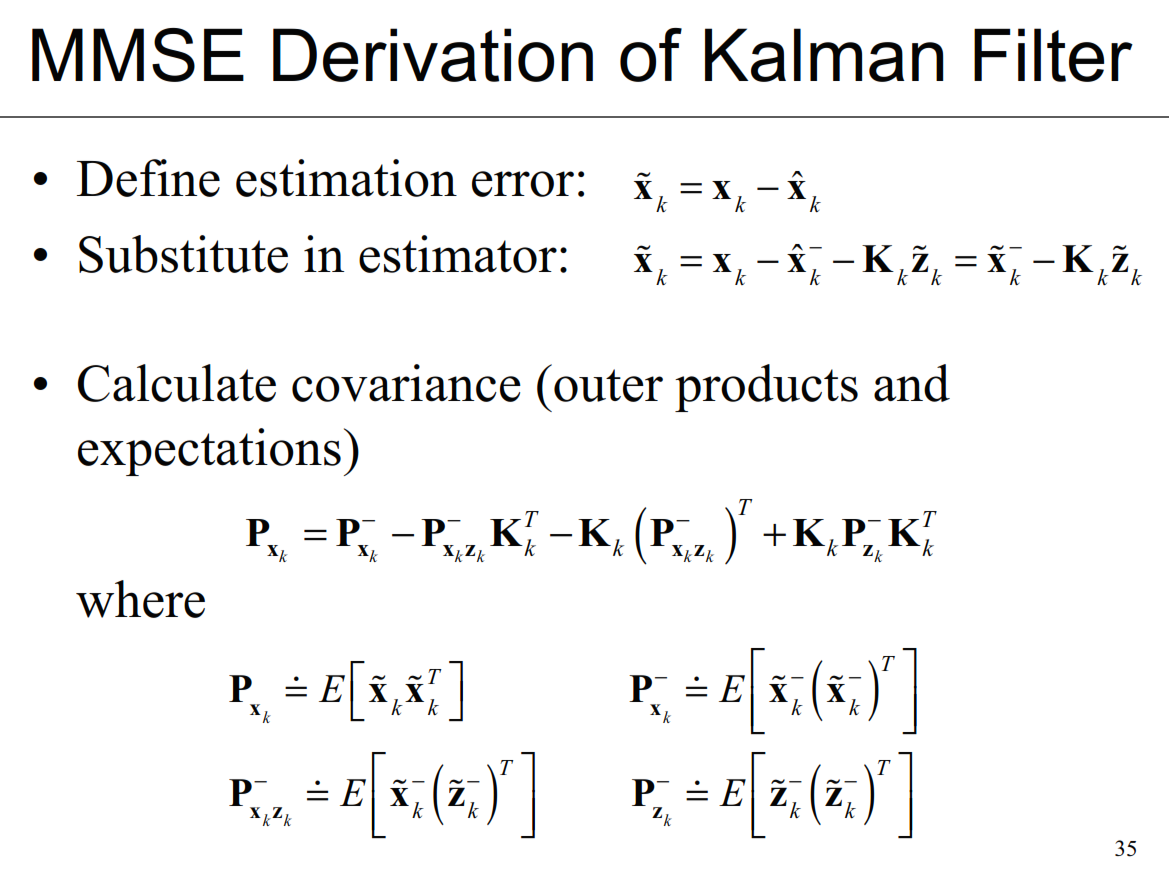 MMSE Derivation of Kalman Filter
• Define estimation error: $\tilde{\mathbf{x}}_k = \mathbf{x}_k - \hat{\mathbf{x}}_k$
• Substitute in estimator: $\tilde{\mathbf{x}}_k = \mathbf{x}_k - \hat{\mathbf{x}}_k^- - \mathbf{K}_k \tilde{\mathbf{z}}_k = \tilde{\mathbf{x}}_k^- - \mathbf{K}_k \tilde{\mathbf{z}}_k$
• Calculate covariance (outer products and
expectations)
$\mathbf{P}_{\mathbf{x}_k} = \mathbf{P}_{\mathbf{x}_k}^- - \mathbf{P}_{\mathbf{x}_k \mathbf{z}_k}^- \mathbf{K}_k^T - \mathbf{K}_k \left( \mathbf{P}_{\mathbf{x}_k \mathbf{z}_k}^- \right)^T + \mathbf{K}_k \mathbf{P}_{\mathbf{z}_k}^- \mathbf{K}_k^T$
where
$\mathbf{P}_{\mathbf{x}_k} \doteq E\left[ \tilde{\mathbf{x}}_k \tilde{\mathbf{x}}_k^T \right]$ $\mathbf{P}_{\mathbf{x}_k}^- \doteq E\left[ \tilde{\mathbf{x}}_k^- \left( \tilde{\mathbf{x}}_k^- \right)^T \right]$
$\mathbf{P}_{\mathbf{x}_k \mathbf{z}_k}^- \doteq E\left[ \tilde{\mathbf{x}}_k^- \left( \tilde{\mathbf{z}}_k^- \right)^T \right]$ $\mathbf{P}_{\mathbf{z}_k}^- \doteq E\left[ \tilde{\mathbf{z}}_k^- \left( \tilde{\mathbf{z}}_k^- \right)^T \right]$
35